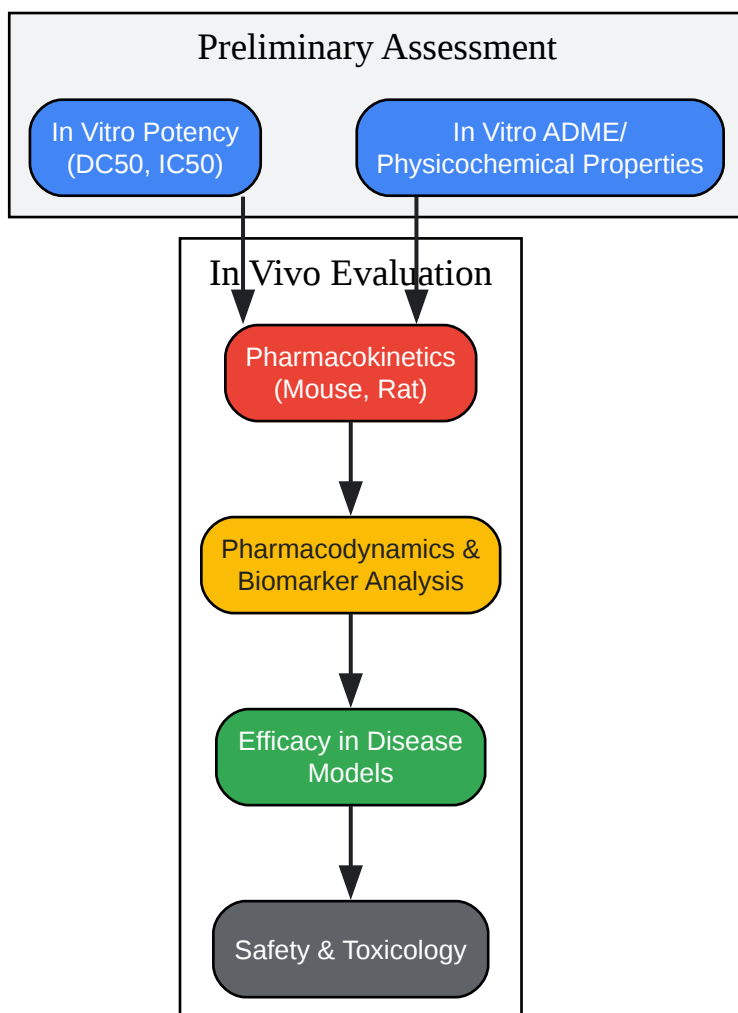 Preliminary Assessment
In Vitro Potency
(DC50, IC50)
In Vitro ADME/
Physicochemical Properties
In Vivo Evaluation
Pharmacokinetics
(Mouse, Rat)
Pharmacodynamics &
Biomarker Analysis
Efficacy in Disease
Models
Safety & Toxicology